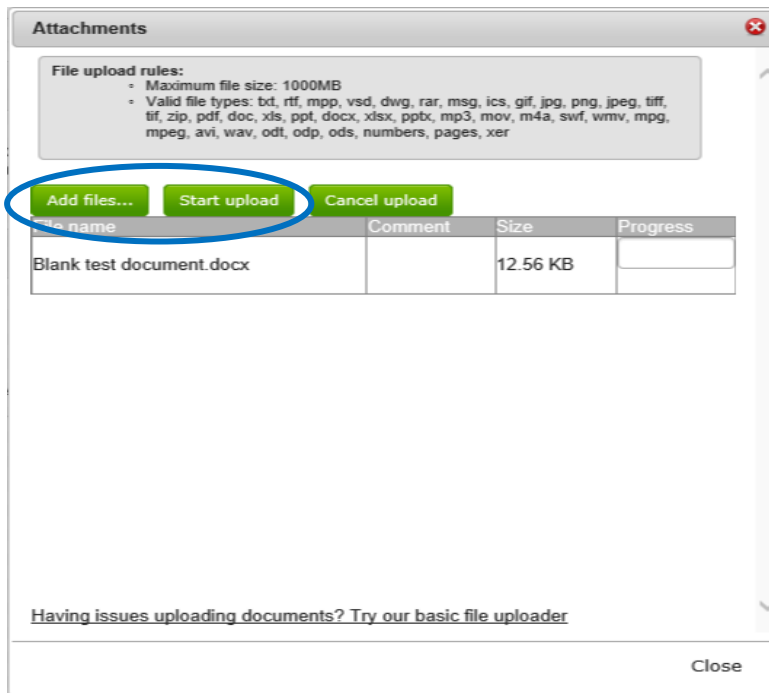 Attachments
File upload rules:
◦ Maximum file size: 1000MB
◦ Valid file types: txt, rtf, mpp, vsd, dwg, rar, msg, ics, gif, jpg, png, jpeg, tiff,
tif, zip, pdf, doc, xls, ppt, docx, xlsx, pptx, mp3, mov, m4a, swf, wmv, mpg,
mpeg, avi, wav, odt, odp, ods, numbers, pages, xer
Add files... Start upload Cancel upload
File name Comment Size Progress
Blank test document.docx 12.56 KB
Having issues uploading documents? Try our basic file uploader
Close